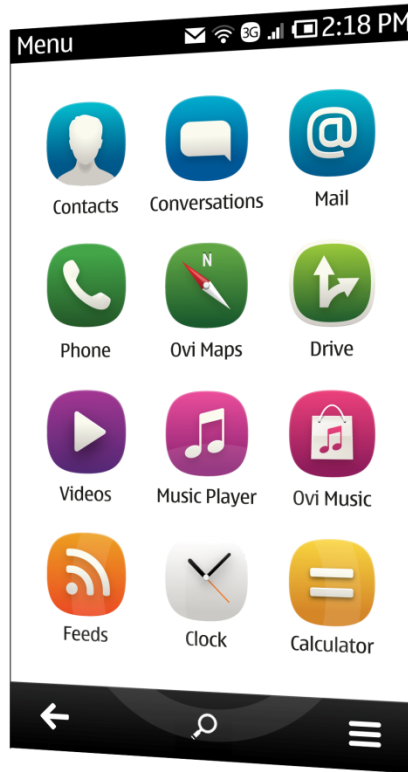 Menu 3G 2:18 PM
Contacts Conversations Mail
N
Phone Ovi Maps Drive
Videos Music Player Ovi Music
Feeds Clock Calculator